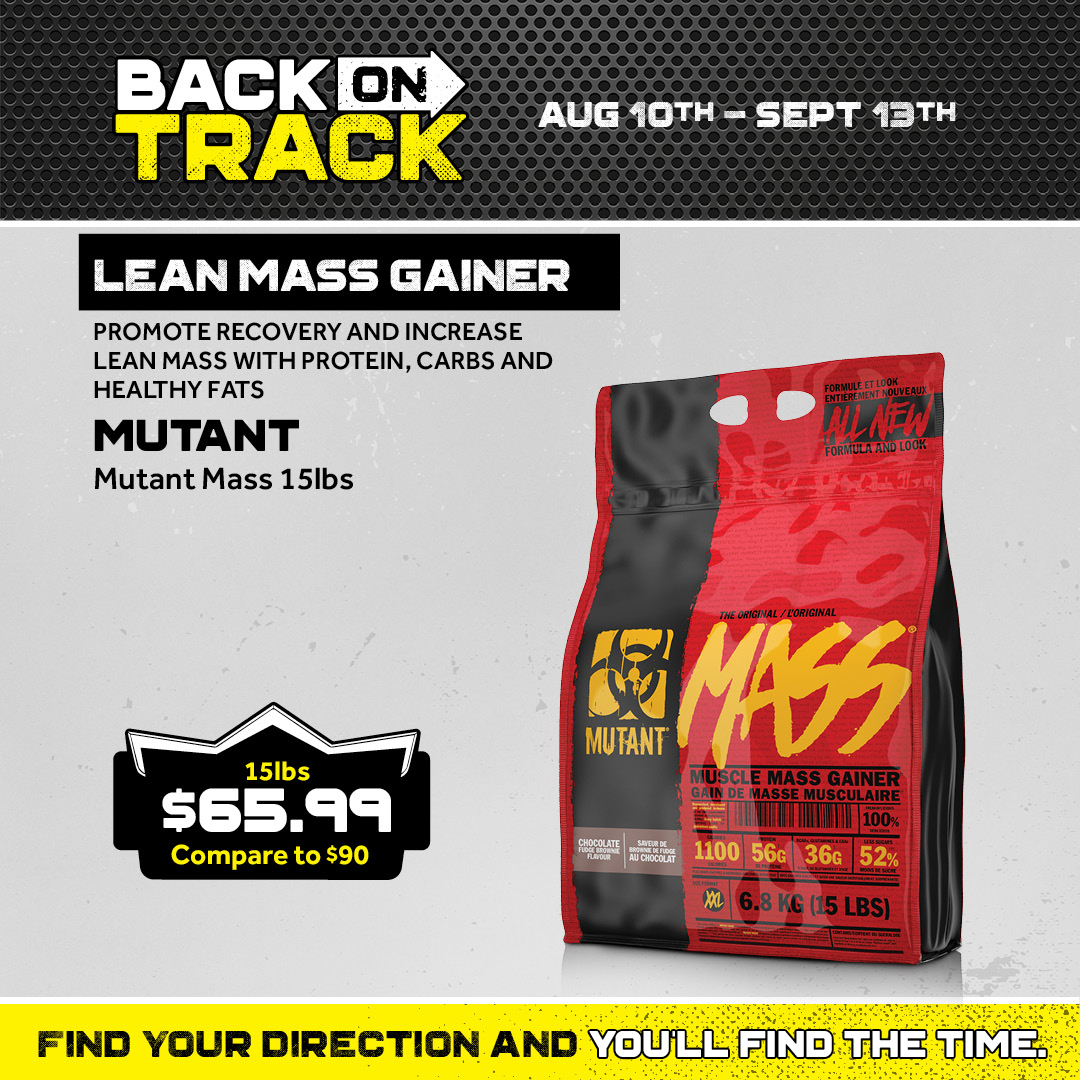 BACK ON
TRACK
AUG 10TH – SEPT 13TH
LEAN MASS GAINER
PROMOTE RECOVERY AND INCREASE
LEAN MASS WITH PROTEIN, CARBS AND
HEALTHY FATS
MUTANT
Mutant Mass 15lbs
15lbs
$65.99
Compare to $90
FORMULE ET LOOK
ENTIÈREMENT NOUVEAUX
ALL NEW
FORMULA AND LOOK
THE ORIGINAL / L'ORIGINAL
MASS®
MUTANT
MUSCLE MASS GAINER
GAIN DE MASSE MUSCULAIRE
100%
CHOCOLATE
FUDGE BROWNIE
FLAVOUR
SAVEUR DE
BROWNIE DE FUDGE
AU CHOCOLAT
1100 56G 36G 52%
XXL
6.8 KG (15 LBS)
FIND YOUR DIRECTION AND YOU'LL FIND THE TIME.